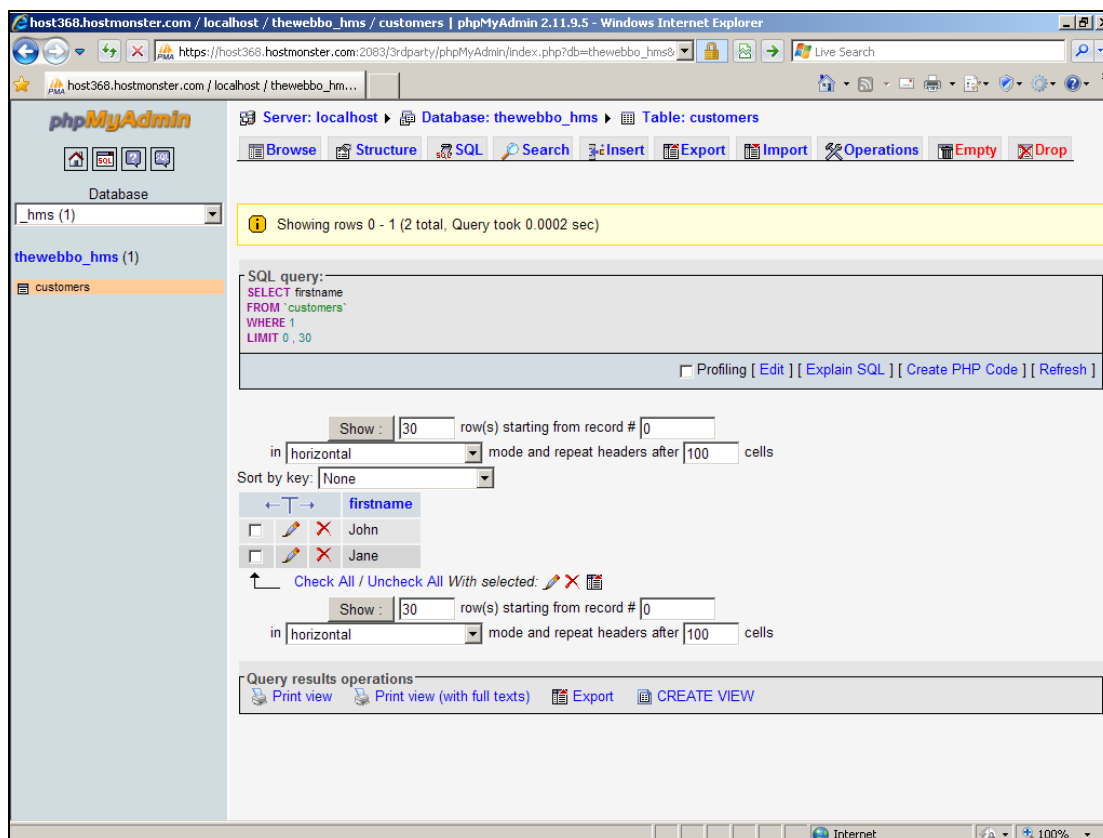 host368.hostmonster.com / localhost / thewebbo_hms / customers | phpMyAdmin 2.11.9.5 - Windows Internet Explorer
https://host368.hostmonster.com:2083/3rdparty/phpMyAdmin/index.php?db=thewebbo_hms& Live Search
PMA host368.hostmonster.com / localhost / thewebbo_hm...
phpMyAdmin
Server: localhost Database: thewebbo_hms Table: customers
Browse Structure SQL Search Insert Export Import Operations Empty Drop
SQL ? SQL
Database
_hms (1)
Showing rows 0 - 1 (2 total, Query took 0.0002 sec)
thewebbo_hms (1)
customers
SQL query:
SELECT firstname
FROM `customers`
WHERE 1
LIMIT 0 , 30
Profiling [ Edit ] [ Explain SQL ] [ Create PHP Code ] [ Refresh ]
Show : 30 row(s) starting from record # 0
in horizontal mode and repeat headers after 100 cells
Sort by key: None
←T→ firstname
John
Jane
Check All / Uncheck All With selected:
Show : 30 row(s) starting from record # 0
in horizontal mode and repeat headers after 100 cells
Query results operations
Print view Print view (with full texts) Export CREATE VIEW
Internet 100%